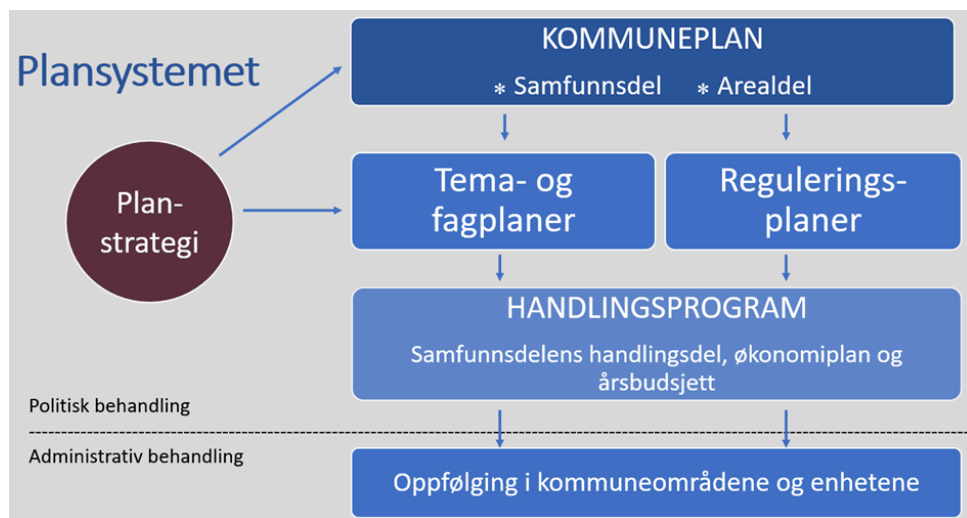 Plansystemet
KOMMUNEPLAN
* Samfunnsdel * Arealdel
Plan-
strategi
Tema- og
fagplaner
Regulerings-
planer
HANDLINGSPROGRAM
Samfunnsdelens handlingsdel, økonomiplan og
årsbudsjett
Politisk behandling
Administrativ behandling
Oppfølging i kommuneområdene og enhetene